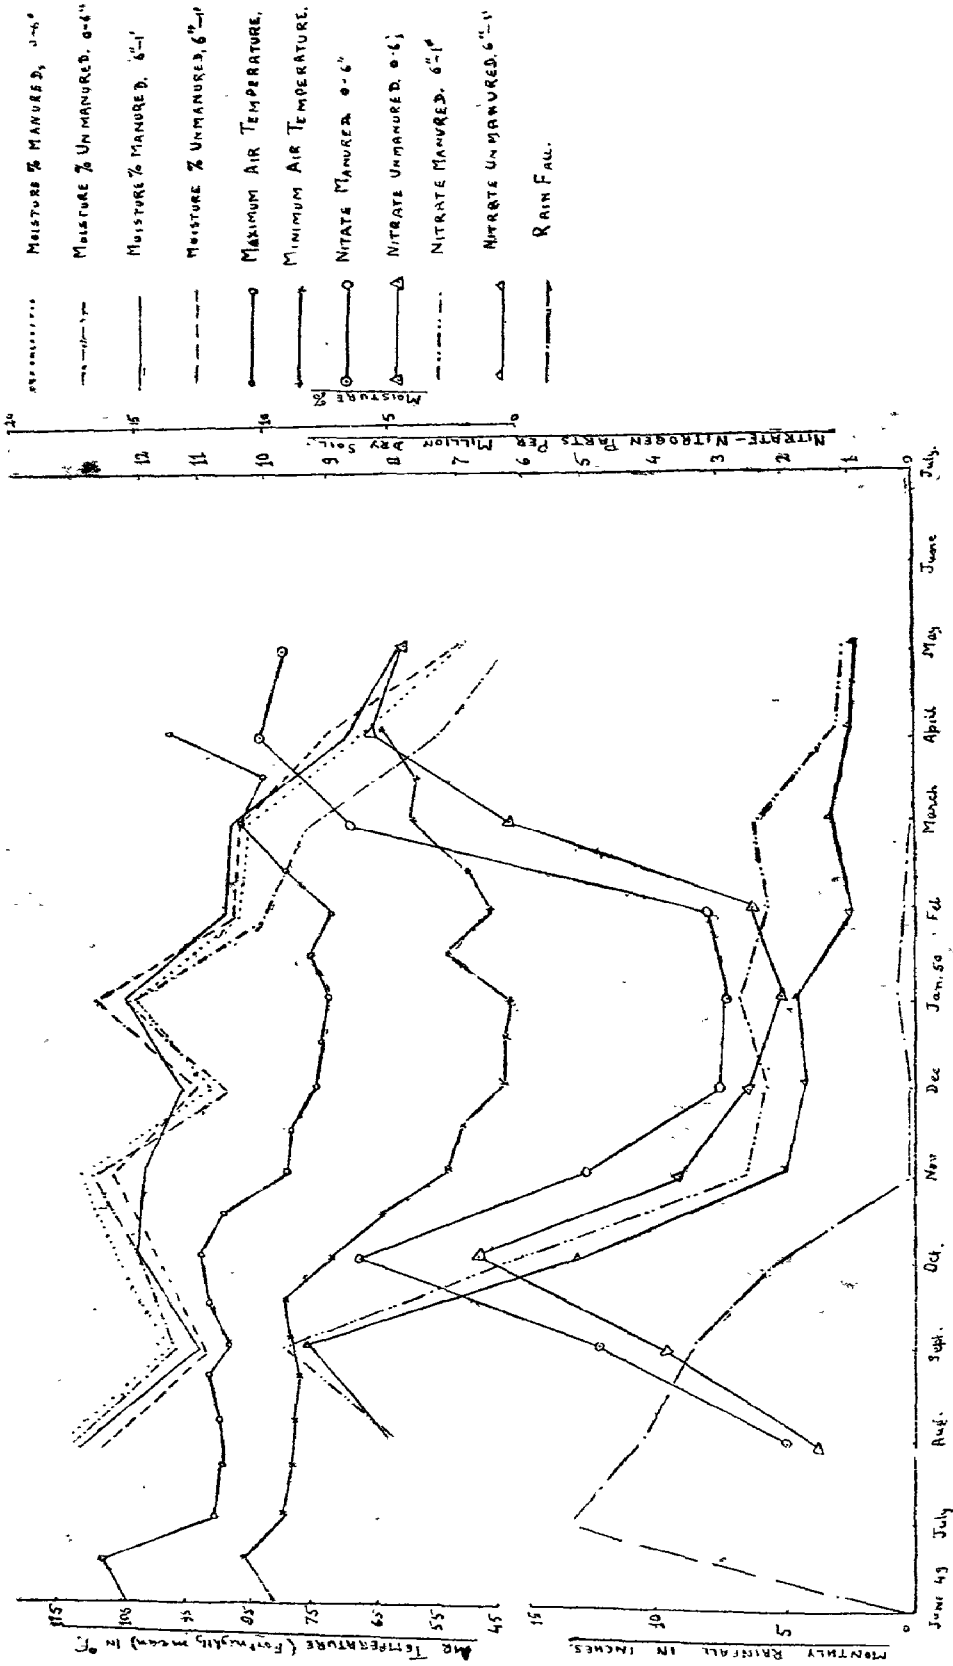 MOISTURE % MANURED, 0-6"
MOISTURE % UNMANURED. 0-6"
MOISTURE % MANURED. 6"-1'
MOISTURE % UNMANURED, 6"-1'
MAXIMUM AIR TEMPERATURE.
MINIMUM AIR TEMPERATURE.
NITATE MANURED 0-6"
NITRATE UNMANURED. 0-6"
NITRATE MANURED. 6"-1'
NITRATE UNMANURED. 6"-1'
RAIN FALL.
MOISTURE %
20
15
10
5
0
NITRATE-NITROGEN PARTS PER MILLION DRY SOIL.
12
11
10
9
8
7
6
5
4
3
2
1
0
AIR TEMPERATURE (Fortnightly mean) IN °F.
115
105
95
85
75
65
55
45
MONTHLY RAINFALL IN INCHES
15
10
5
0
JUNE 49 July Aug. Sept. Oct. Nov Dec Jan. 50 Feb March April May June July.